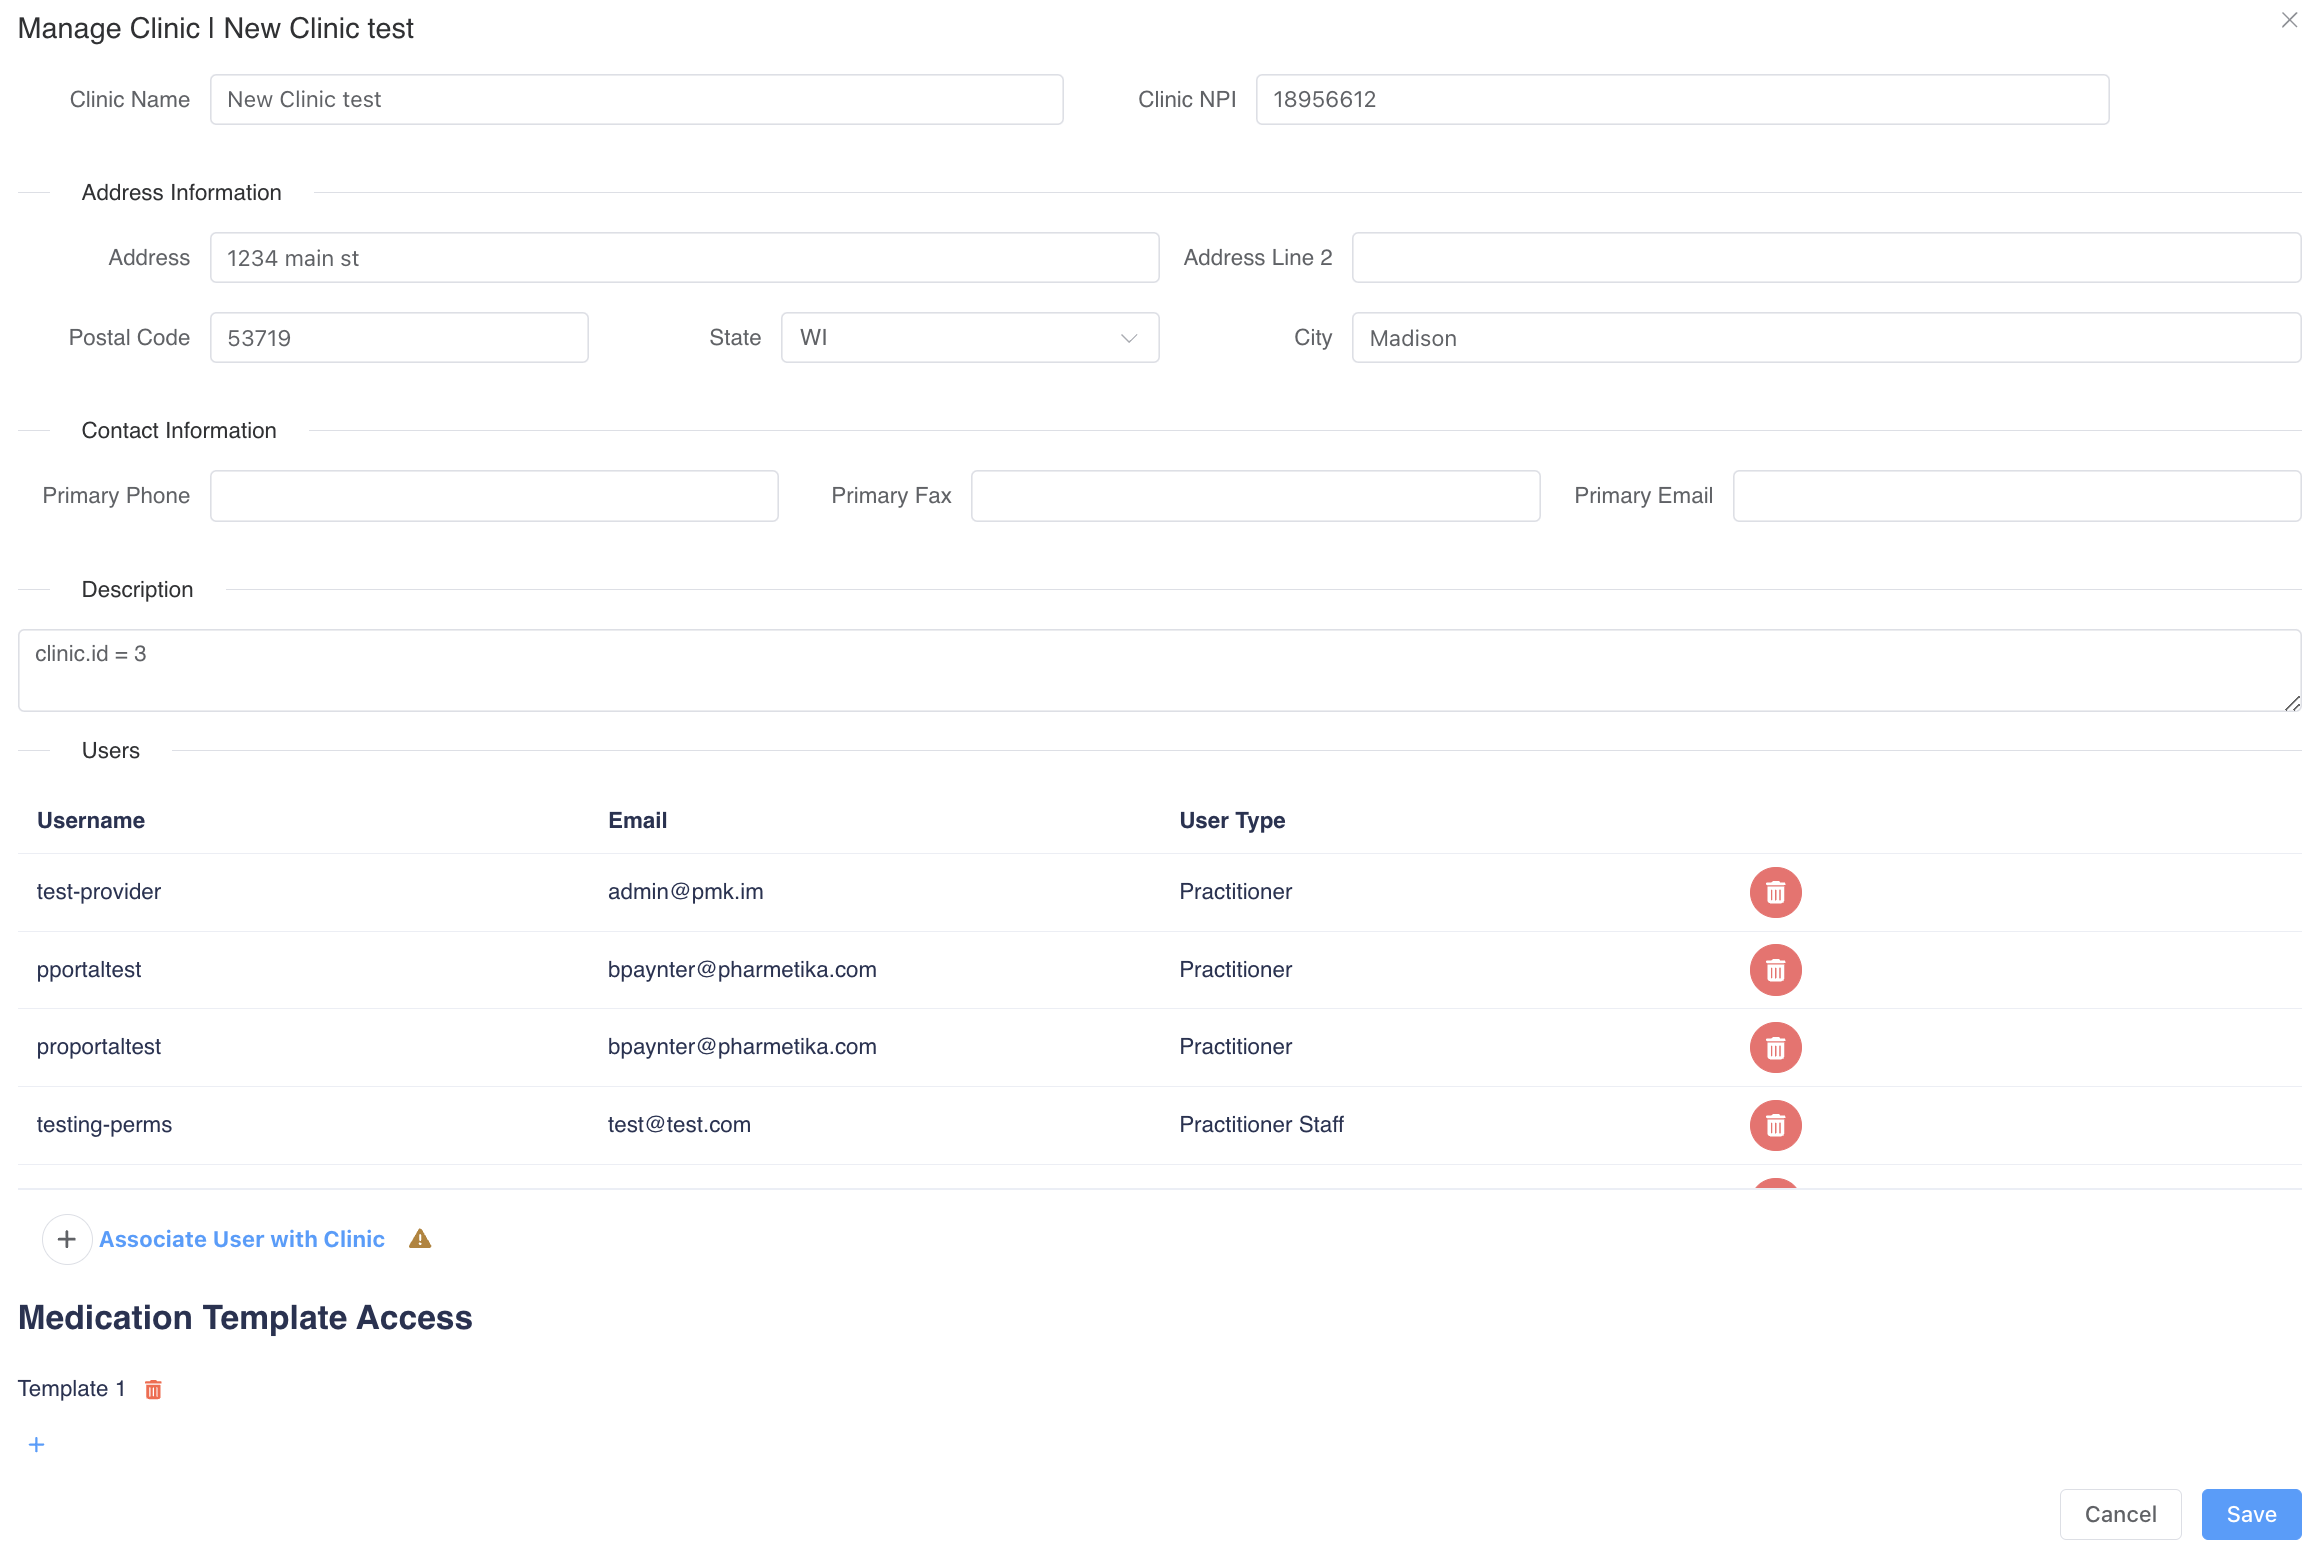 Manage Clinic | New Clinic test
Clinic Name New Clinic test Clinic NPI 18956612
Address Information
Address 1234 main st Address Line 2
Postal Code 53719 State WI City Madison
Contact Information
Primary Phone Primary Fax Primary Email
Description
clinic.id = 3
Users
Username Email User Type
test-provider admin@pmk.im Practitioner
pportaltest bpaynter@pharmetika.com Practitioner
proportaltest bpaynter@pharmetika.com Practitioner
testing-perms test@test.com Practitioner Staff
Associate User with Clinic
Medication Template Access
Template 1
Cancel Save